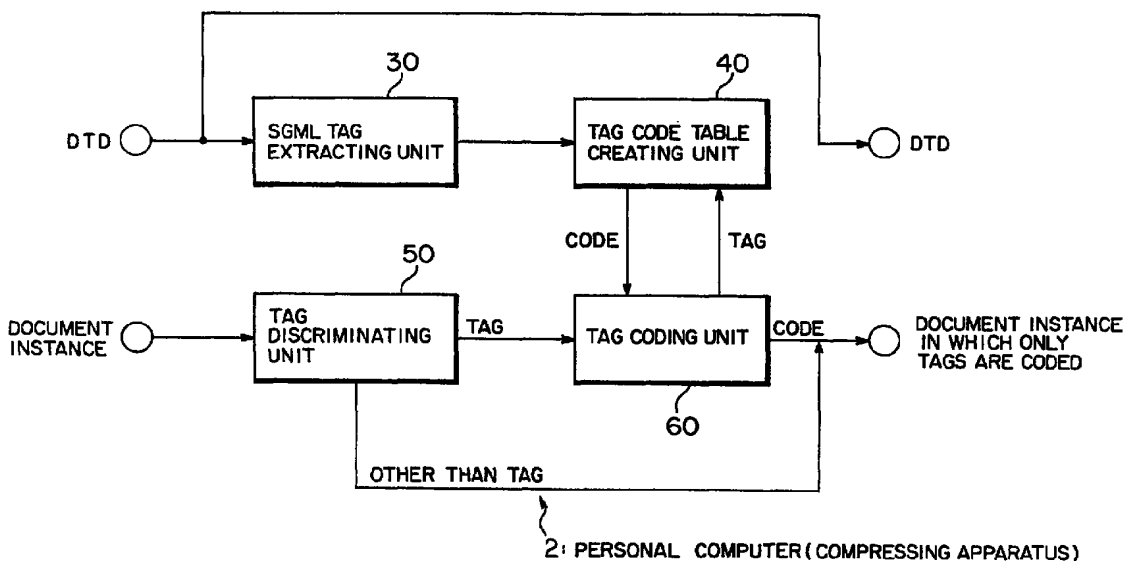 30
40
DTD
SGML TAG
EXTRACTING UNIT
TAG CODE TABLE
CREATING UNIT
DTD
CODE
TAG
50
DOCUMENT
INSTANCE
TAG
DISCRIMINATING
UNIT
TAG
TAG CODING UNIT
CODE
DOCUMENT INSTANCE
IN WHICH ONLY
TAGS ARE CODED
60
OTHER THAN TAG
2: PERSONAL COMPUTER (COMPRESSING APPARATUS)